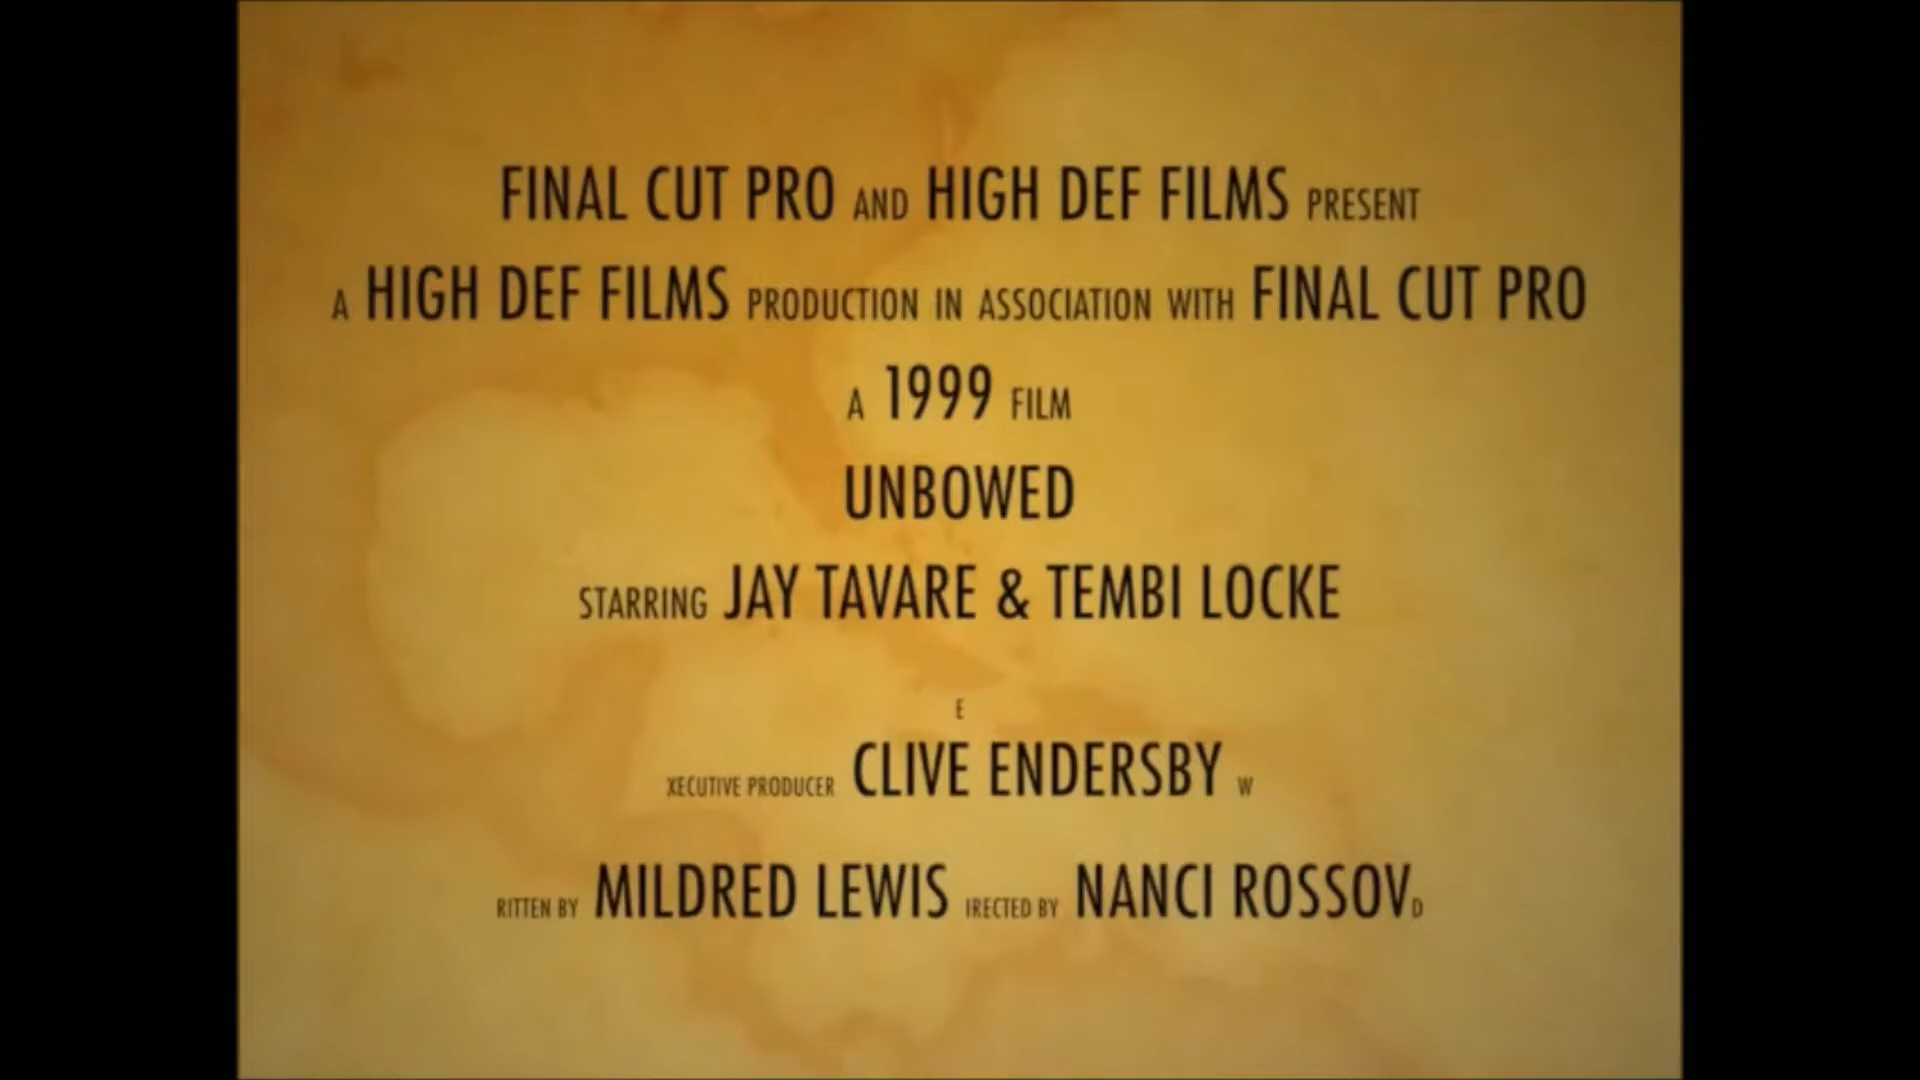 FINAL CUT PRO AND HIGH DEF FILMS PRESENT
A HIGH DEF FILMS PRODUCTION IN ASSOCIATION WITH FINAL CUT PRO
A 1999 FILM
UNBOWED
STARRING JAY TAVARE & TEMBI LOCKE
E
XECUTIVE PRODUCER CLIVE ENDERSBY W
RITTEN BY MILDRED LEWIS IRECTED BY NANCI ROSSOV D